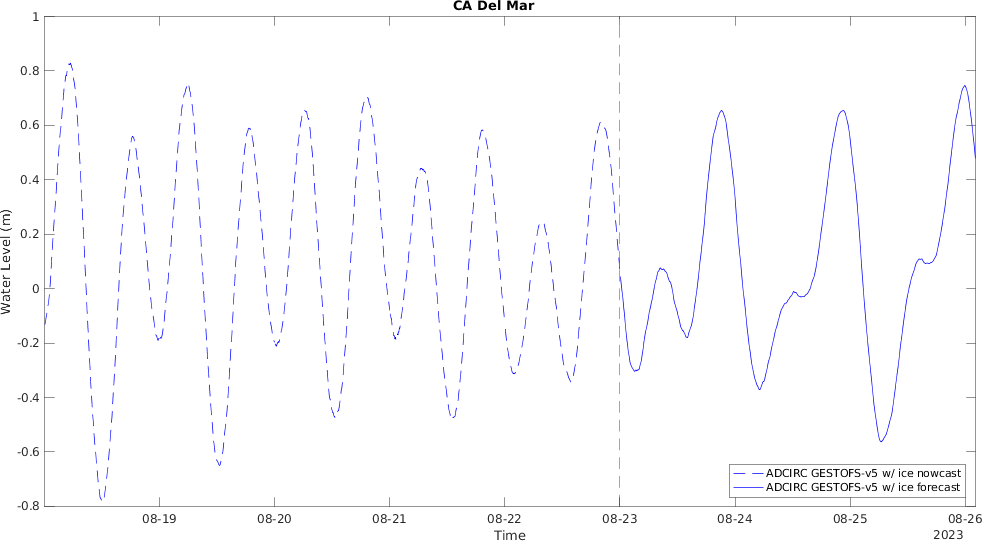 CA Del Mar
1
0.8
0.6
0.4
0.2
0
-0.2
-0.4
-0.6
-0.8
Water Level (m)
ADCIRC GESTOFS-v5 w/ ice nowcast
ADCIRC GESTOFS-v5 w/ ice forecast
08-19 08-20 08-21 08-22 08-23 08-24 08-25 08-26
Time
2023